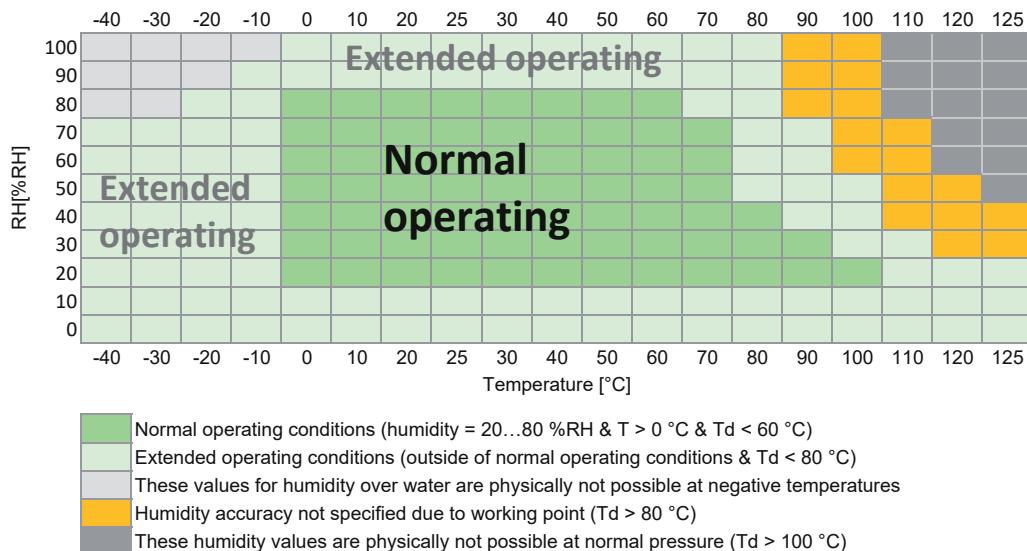 -40 -30 -20 -10 0 10 20 25 30 40 50 60 70 80 90 100 110 120 125
100
Extended operating
90
80
70
Normal
60
RH[%RH]
50
Extended
40
operating
operating
30
20
10
0
-40 -30 -20 -10 0 10 20 25 30 40 50 60 70 80 90 100 110 120 125
Temperature [°C]
Normal operating conditions (humidity = 20…80 %RH & T > 0 °C & Td < 60 °C)
Extended operating conditions (outside of normal operating conditions & Td < 80 °C)
These values for humidity over water are physically not possible at negative temperatures
Humidity accuracy not specified due to working point (Td > 80 °C)
These humidity values are physically not possible at normal pressure (Td > 100 °C)